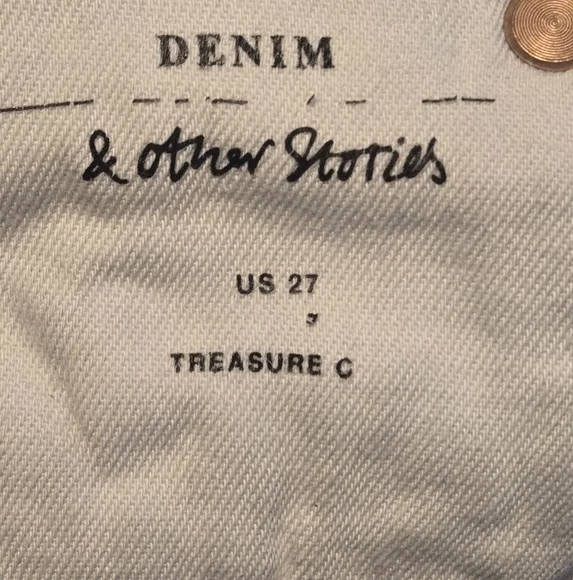 DENIM
& other Stories
US 27
TREASURE C